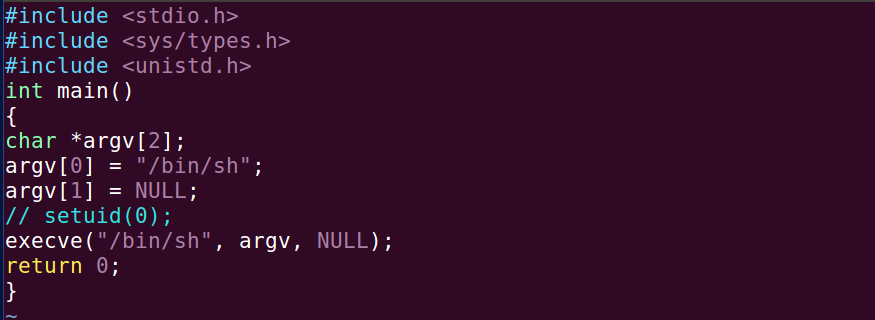 #include <stdio.h>
#include <sys/types.h>
#include <unistd.h>
int main()
{
char *argv[2];
argv[0] = "/bin/sh";
argv[1] = NULL;
// setuid(0);
execve("/bin/sh", argv, NULL);
return 0;
}
~